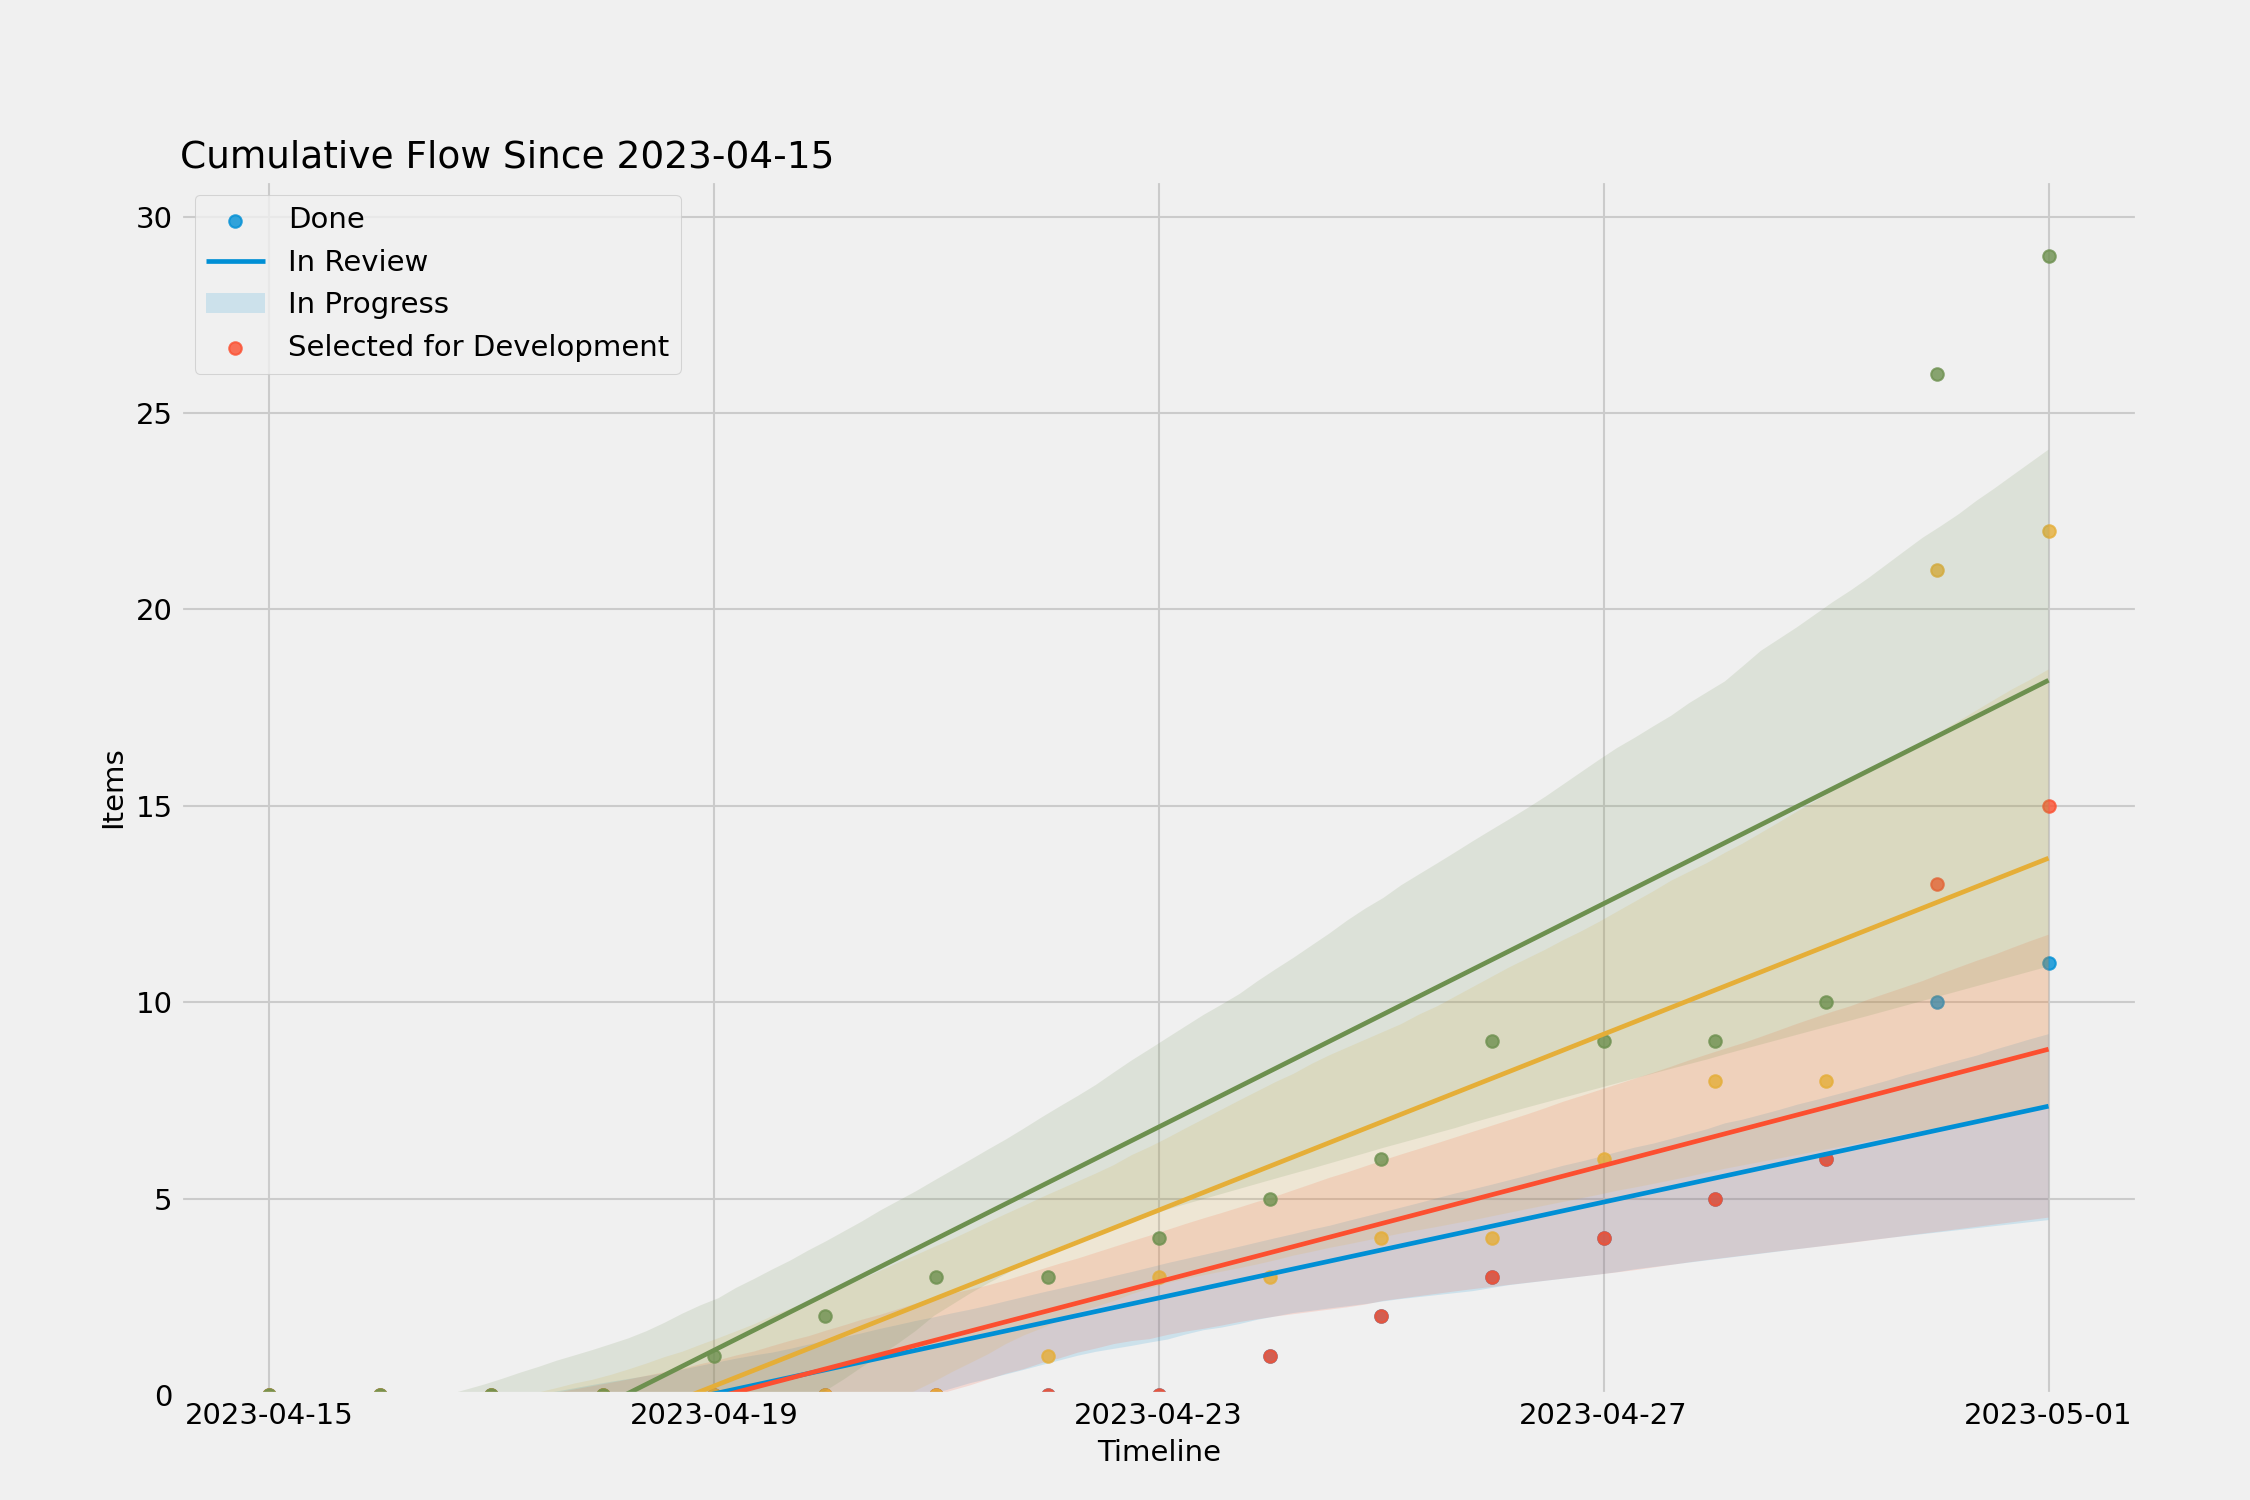 Cumulative Flow Since 2023-04-15
Done
In Review
In Progress
Selected for Development
30
25
20
15
10
5
0
Items
2023-04-15
2023-04-19
2023-04-23
2023-04-27
2023-05-01
Timeline